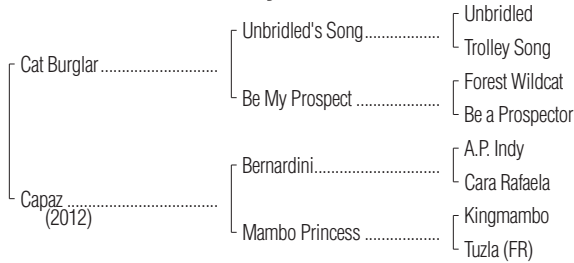 Unbridled
Unbridled's Song
Trolley Song
Cat Burglar
Forest Wildcat
Be My Prospect
Be a Prospector
A.P. Indy
Bernardini
Cara Rafaela
Capaz
(2012)
Kingmambo
Mambo Princess
Tuzla (FR)